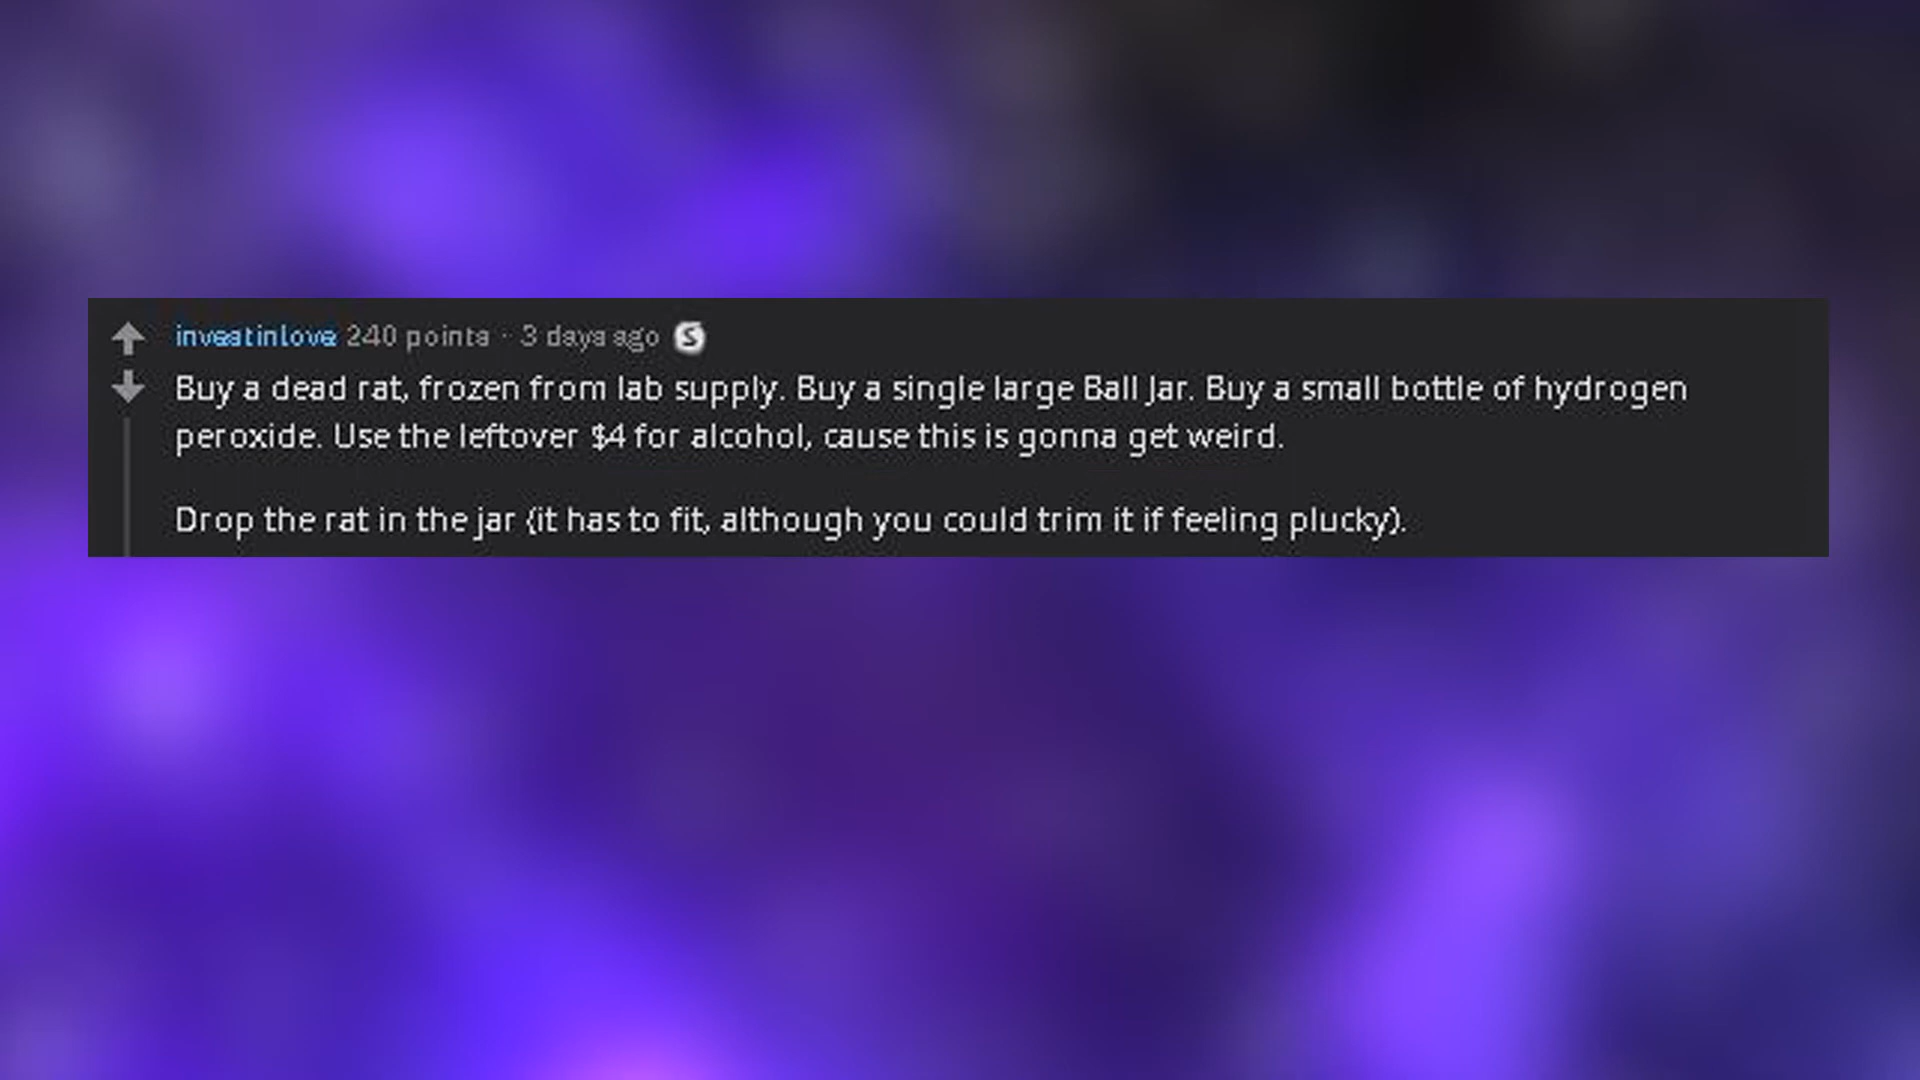 investinlove 240 points · 3 days ago S
Buy a dead rat, frozen from lab supply. Buy a single large Ball Jar. Buy a small bottle of hydrogen
peroxide. Use the leftover $4 for alcohol, cause this is gonna get weird.
Drop the rat in the jar (it has to fit, although you could trim it if feeling plucky).